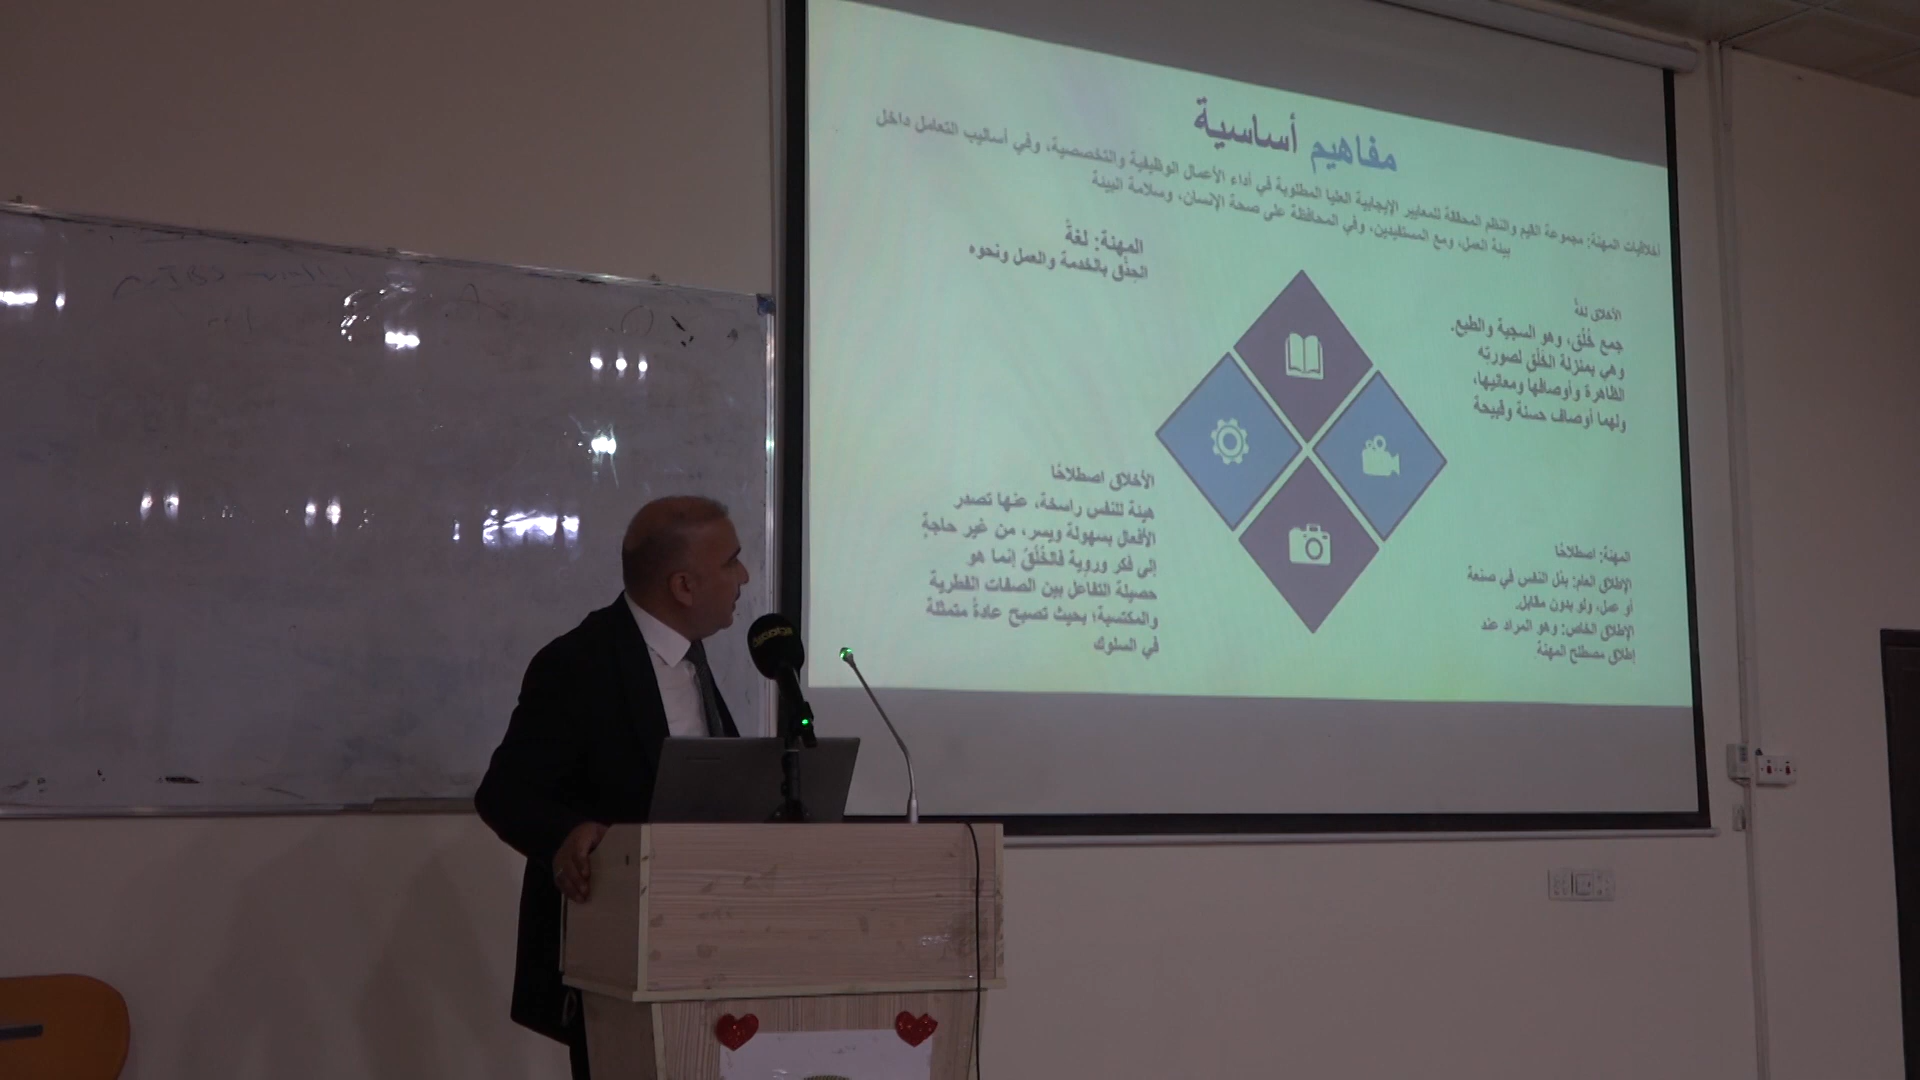 مفاهيم أساسية
أخلاقيات المهنة: مجموعة القيم والنظم المحققة للمعايير الإيجابية العليا المطلوبة في أداء الأعمال الوظيفية والتخصصية، وفي أساليب التعامل داخل
بيئة العمل، ومع المستفيدين، وفي المحافظة على صحة الإنسان، وسلامة البيئة
الأخلاق لغةً
جمع خُلُق، وهو السجية والطبع.
وهي بمنزلة الخَلْق لصورته
الظاهرة وأوصافها ومعانيها،
ولهما أوصاف حسنة وقبيحة
المهنة: لغةً
الحِذْق بالخدمة والعمل ونحوه
المهنة: اصطلاحًا
الإطلاق العام: بذل النفس في صنعة
أو عمل، ولو بدون مقابل.
الإطلاق الخاص: وهو المراد عند
إطلاق مصطلح المهنة
الأخلاق اصطلاحًا
هيئة للنفس راسخة، عنها تصدر
الأفعال بسهولة ويسر، من غير حاجةٍ
إلى فكر وروية فالخُلُقُ إنما هو
حصيلة التفاعل بين الصفات الفطرية
والمكتسبة؛ بحيث تصبح عادةً متمثلة
في السلوك